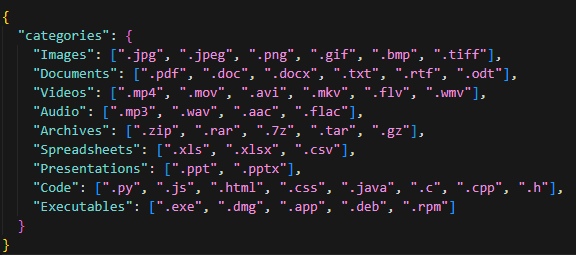 {
"categories": {
"Images": [".jpg", ".jpeg", ".png", ".gif", ".bmp", ".tiff"],
"Documents": [".pdf", ".doc", ".docx", ".txt", ".rtf", ".odt"],
"Videos": [".mp4", ".mov", ".avi", ".mkv", ".flv", ".wmv"],
"Audio": [".mp3", ".wav", ".aac", ".flac"],
"Archives": [".zip", ".rar", ".7z", ".tar", ".gz"],
"Spreadsheets": [".xls", ".xlsx", ".csv"],
"Presentations": [".ppt", ".pptx"],
"Code": [".py", ".js", ".html", ".css", ".java", ".c", ".cpp", ".h"],
"Executables": [".exe", ".dmg", ".app", ".deb", ".rpm"]
}
}